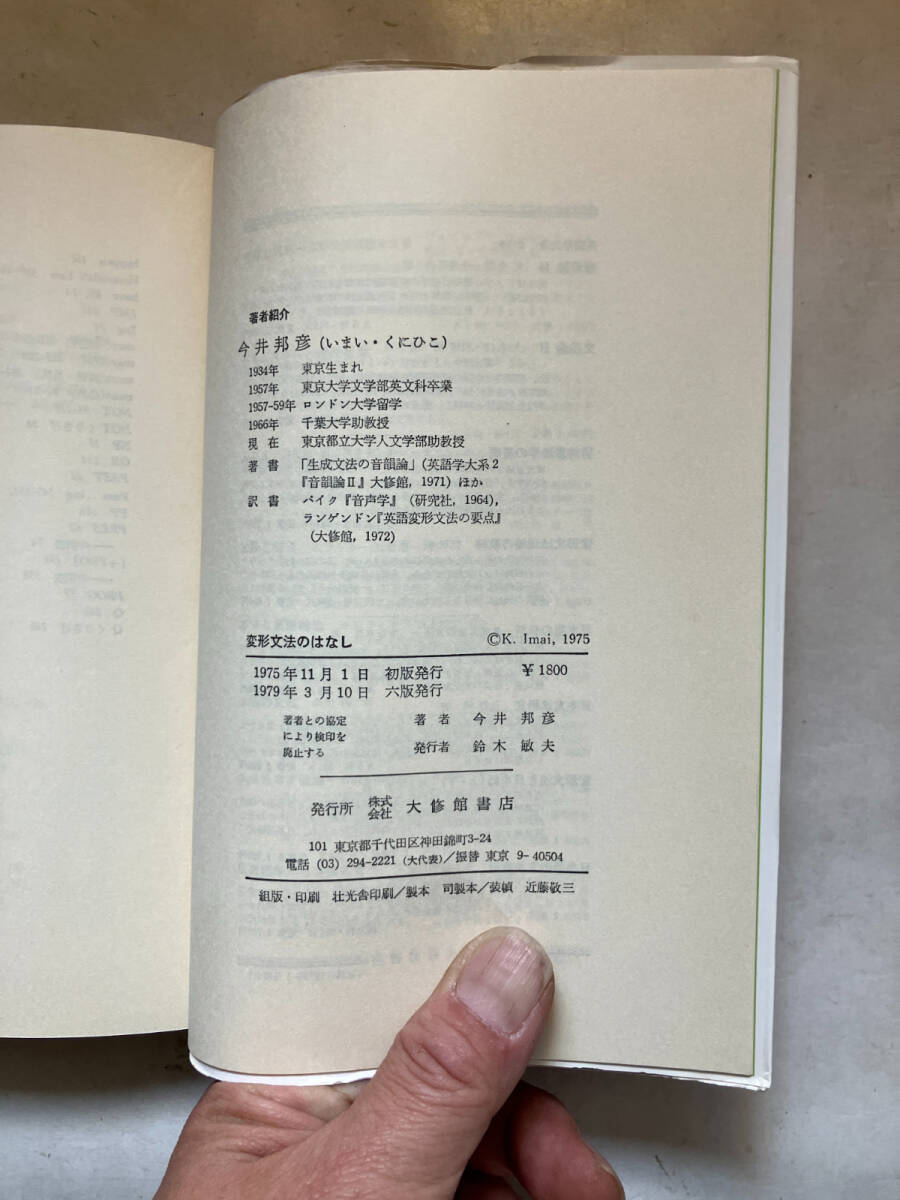 著者紹介
今井邦彦(いまい・くにひこ)
1934年 東京生まれ
1957年 東京大学文学部英文科卒業
1957-59年 ロンドン大学留学
1966年 千葉大学助教授
現在 東京都立大学人文学部助教授
著書 「生成文法の音韻論」(英語学大系2
『音韻論II』大修館, 1971) ほか
訳書 パイク『音声学』(研究社, 1964),
ランゲンドン『英語変形文法の要点』
(大修館, 1972)
変形文法のはなし ©K. Imai, 1975
1975年11月1日 初版発行 ¥1800
1979年3月10日 六版発行
著者との協定
により検印を
廃止する
著者 今井邦彦
発行者 鈴木敏夫
発行所 株式会社 大修館書店
101 東京都千代田区神田錦町3-24
電話 (03) 294-2221 (大代表)/振替 東京 9-40504
組版・印刷 壮光舎印刷/製本 司製本/装幀 近藤敬三